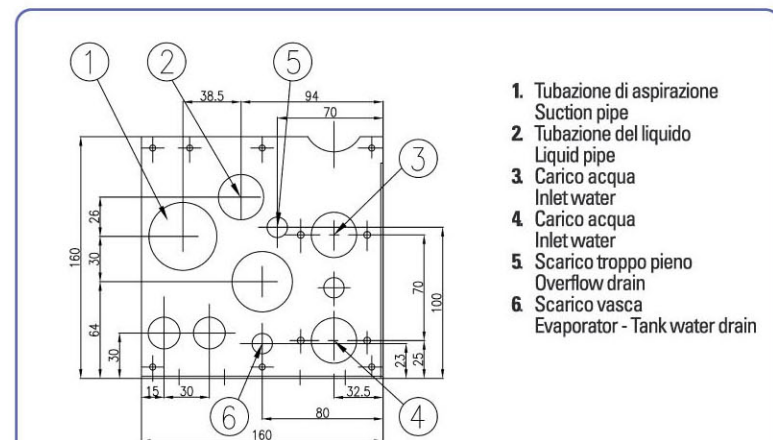 1
2
5
38.5
94
70
3
26
30
64
160
30
70
100
23
25
15
30
32.5
80
6
4
160
1. Tubazione di aspirazione
Suction pipe
2. Tubazione del liquido
Liquid pipe
3. Carico acqua
Inlet water
4. Carico acqua
Inlet water
5. Scarico troppo pieno
Overflow drain
6. Scarico vasca
Evaporator - Tank water drain